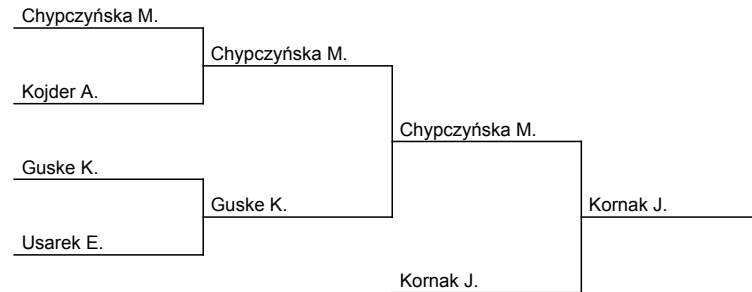 Chypczyńska M.
Chypczyńska M.
Kojder A.
Chypczyńska M.
Guske K.
Guske K.
Kornak J.
Usarek E.
Kornak J.